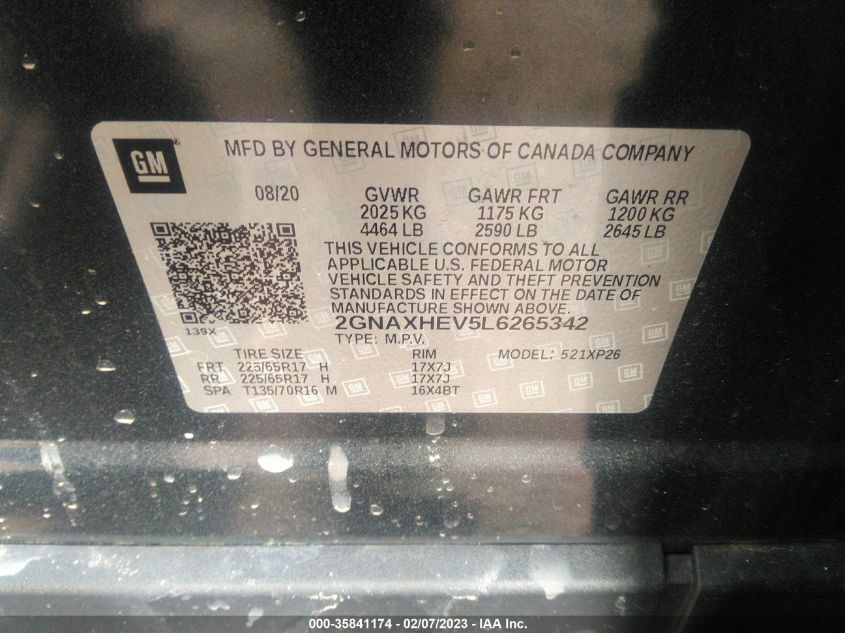 GM
MFD BY GENERAL MOTORS OF CANADA COMPANY
08/20 GVWR GAWR FRT GAWR RR
2025 KG 1175 KG 1200 KG
4464 LB 2590 LB 2645 LB
THIS VEHICLE CONFORMS TO ALL
APPLICABLE U.S. FEDERAL MOTOR
VEHICLE SAFETY AND THEFT PREVENTION
STANDARDS IN EFFECT ON THE DATE OF
MANUFACTURE SHOWN ABOVE.
139X 2GNAXHEV5L6265342
TYPE: M.P.V. MODEL: 521XP26
TIRE SIZE RIM
FRT 225/65R17 H 17X7J
RR 225/65R17 H 17X7J
SPA T135/70R16 M 16X4BT
000-35841174 / 02/07/2023 - IAA Inc.